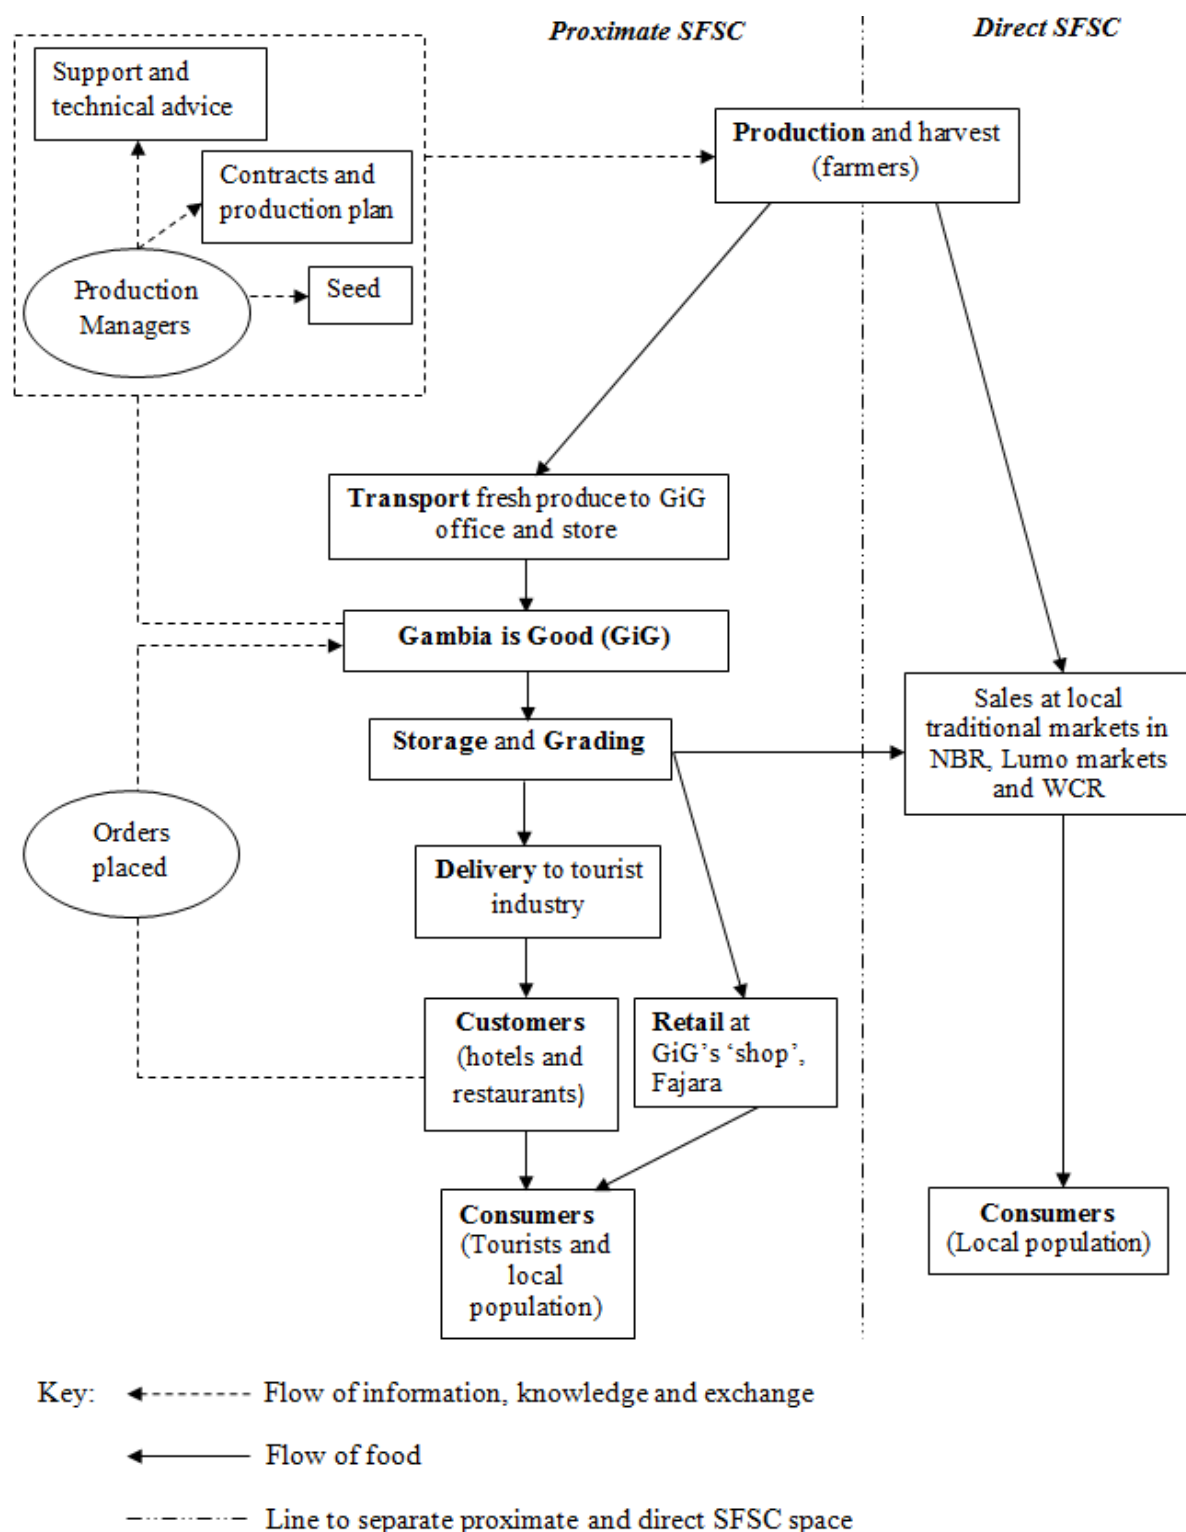 Proximate SFSC
Direct SFSC
Support and
technical advice
Contracts and
production plan
Production
Managers
Seed
Production and harvest
(farmers)
Transport fresh produce to GiG
office and store
Gambia is Good (GiG)
Storage and Grading
Sales at local
traditional markets in
NBR, Lumo markets
and WCR
Orders
placed
Delivery to tourist
industry
Customers
(hotels and
restaurants)
Retail at
GiG’s ‘shop’,
Fajara
Consumers
(Tourists and
local
population)
Consumers
(Local population)
Key:
Flow of information, knowledge and exchange
Flow of food
Line to separate proximate and direct SFSC space